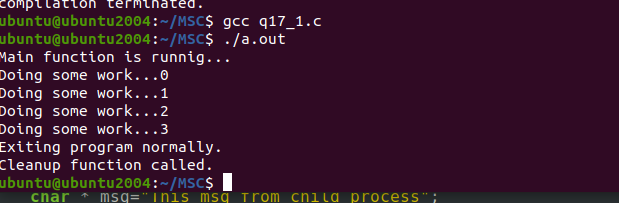 compilation terminated.
ubuntu@ubuntu2004:~/MSC$ gcc q17_1.c
ubuntu@ubuntu2004:~/MSC$ ./a.out
Main function is runnig...
Doing some work...0
Doing some work...1
Doing some work...2
Doing some work...3
Exiting program normally.
Cleanup function called.
ubuntu@ubuntu2004:~/MSC$
char * msg="This msg from child process";